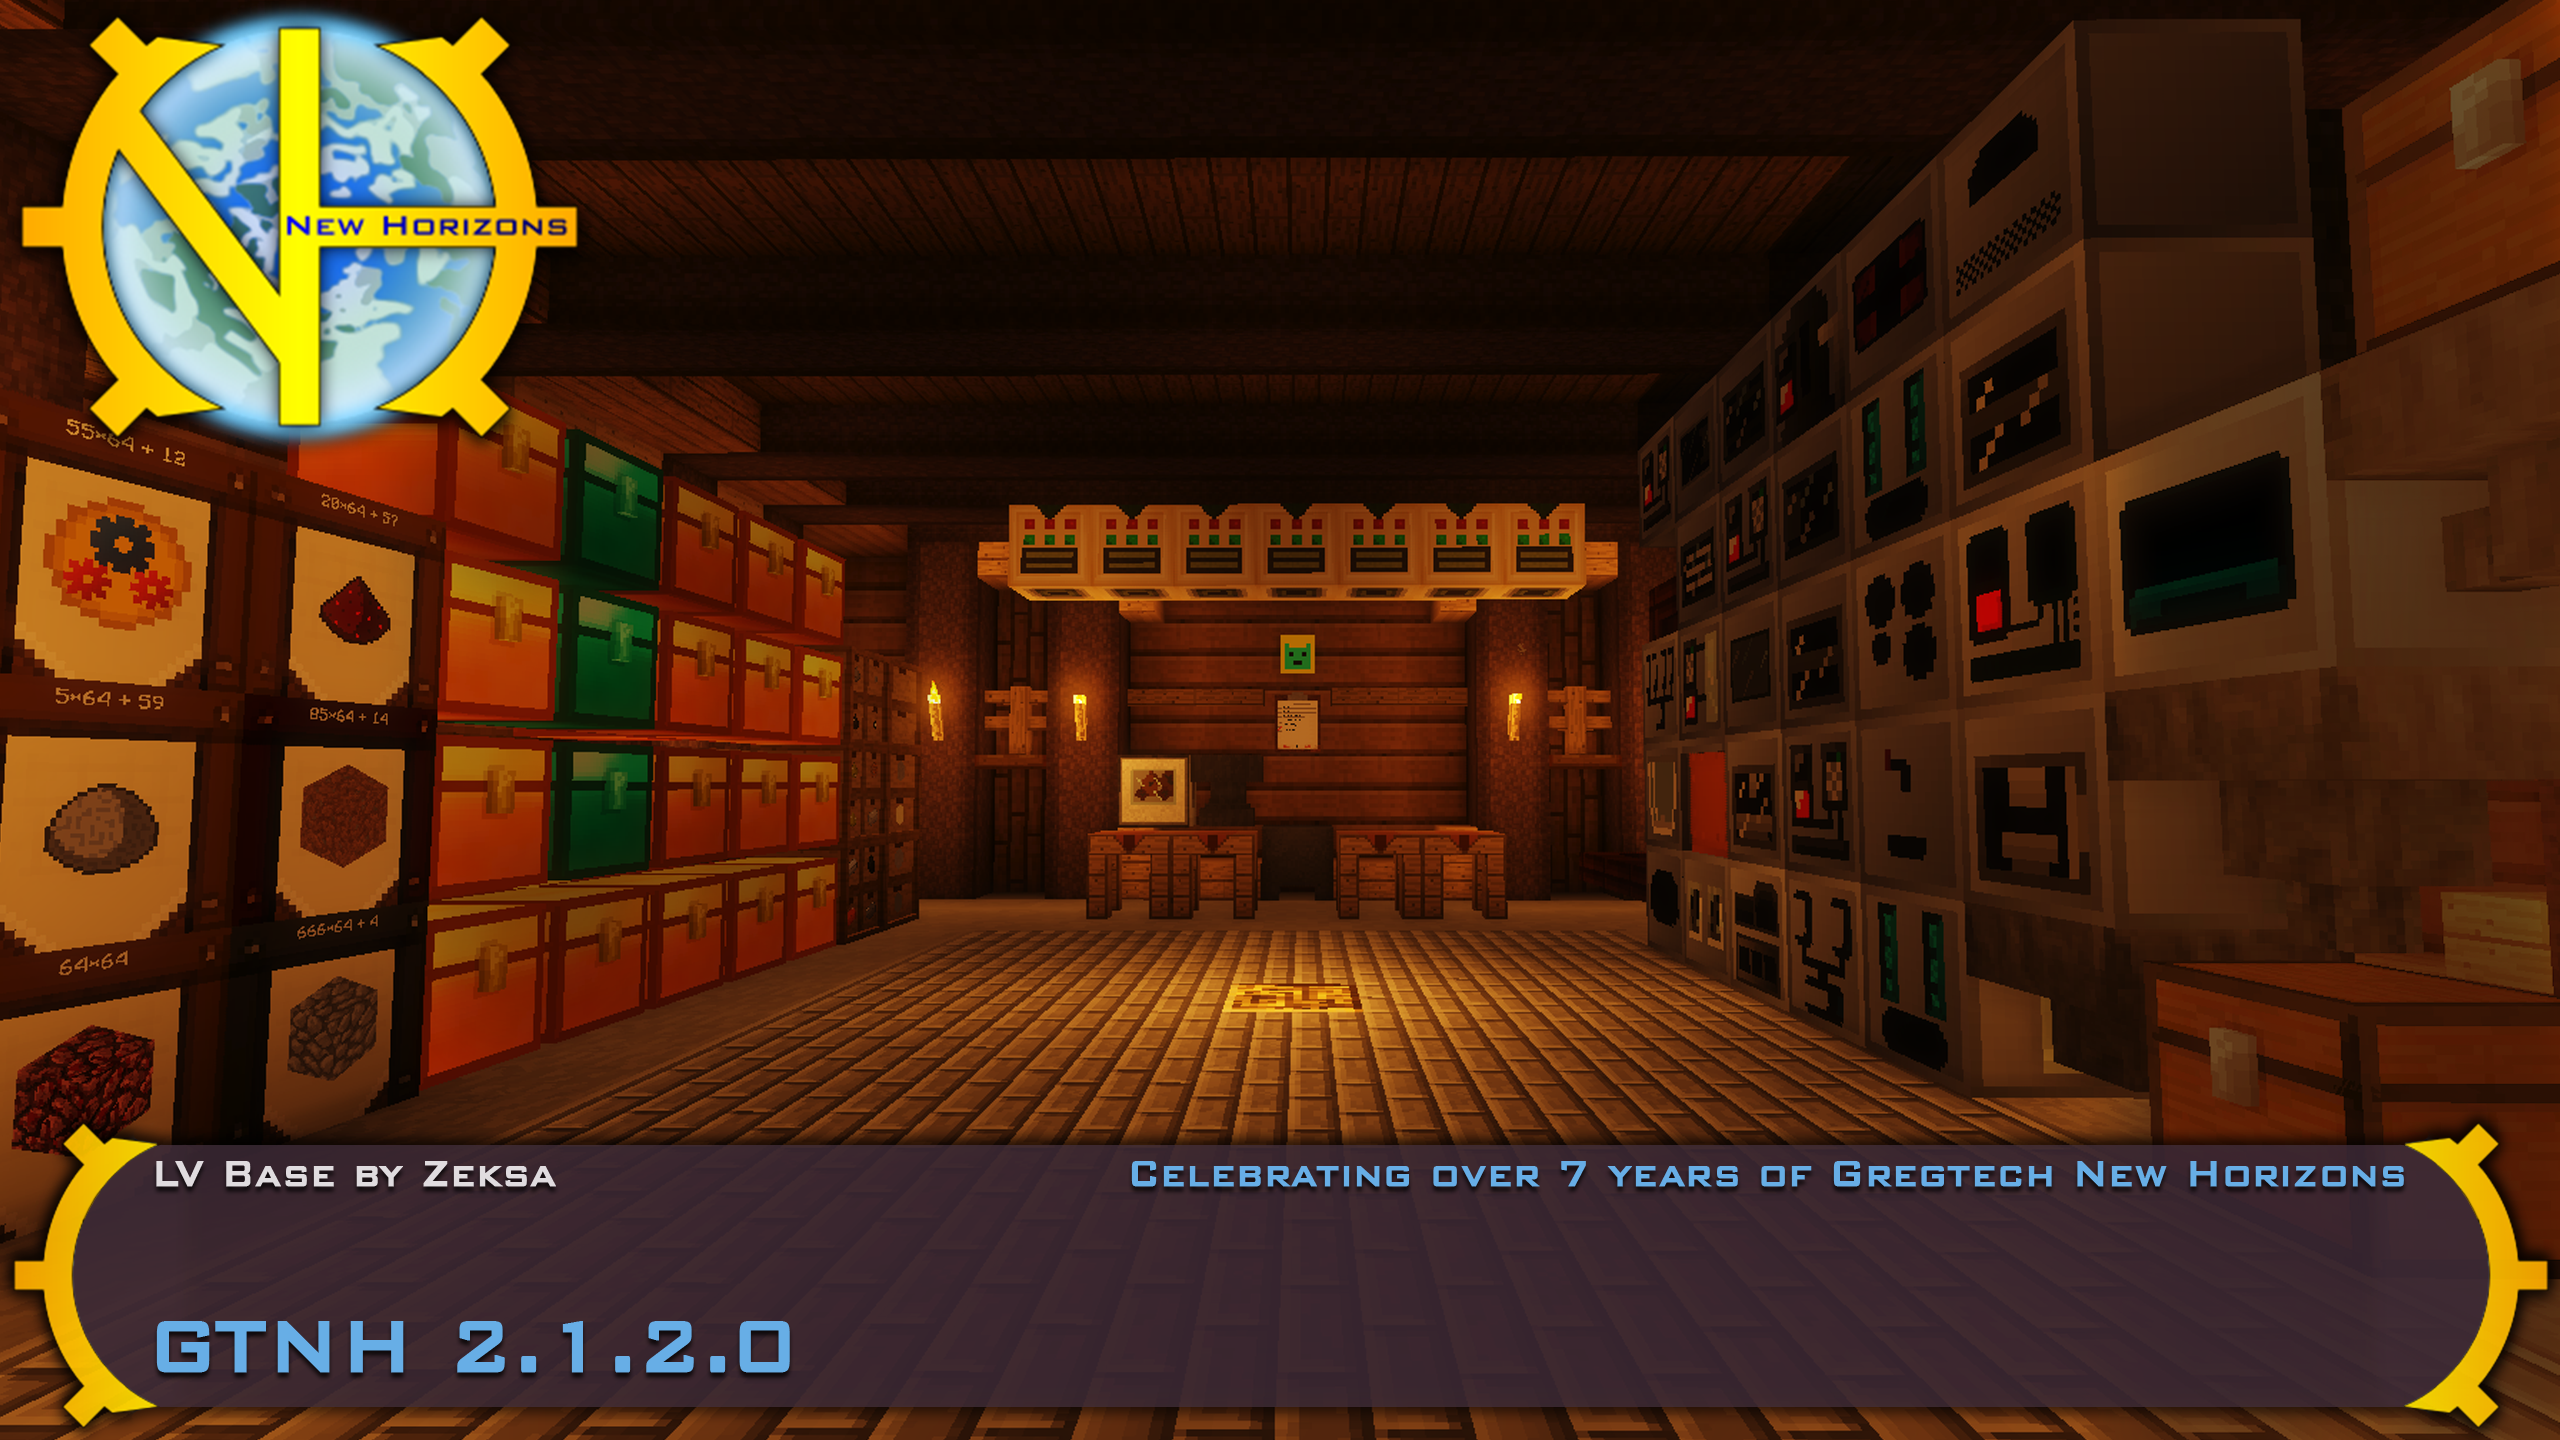 New Horizons
55×64 + 12
20×64 + 57
5×64 + 59
85×64 + 14
666×64 + 4
64×64
LV Base by Zeksa
Celebrating over 7 years of Gregtech New Horizons
GTNH 2.1.2.0